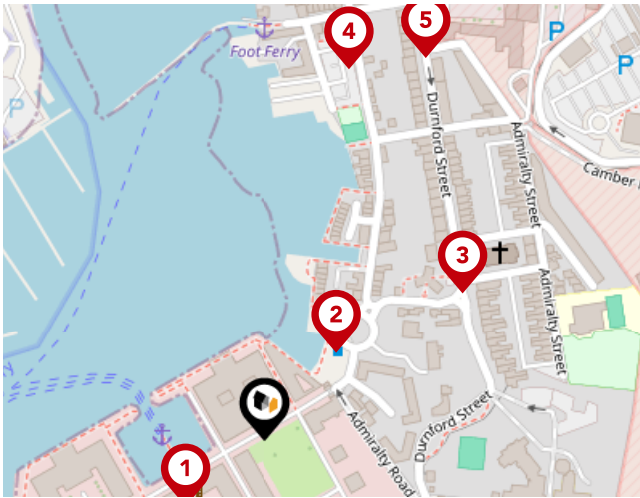 4
5
Foot Ferry
P
P
P
Durnford Street
Admiralty Street
Camber
3
Admiralty Street
2
Durnford Street
Admiralty Road
1